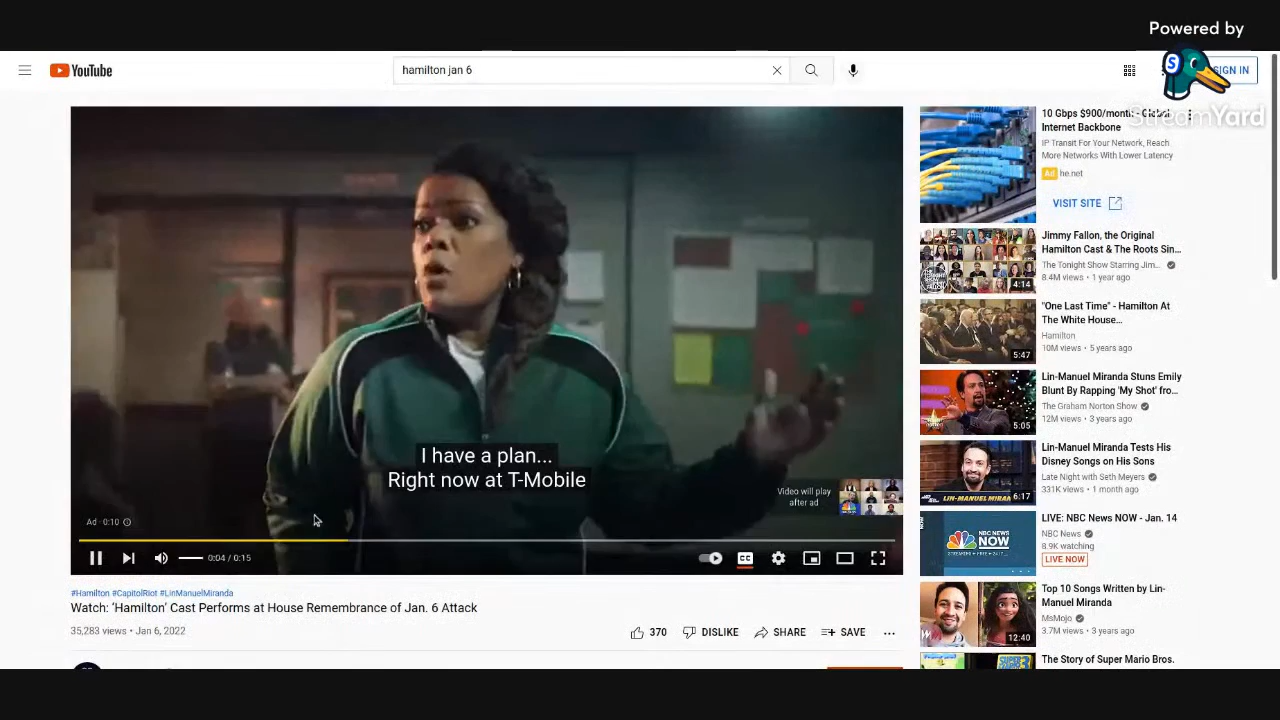 Powered by
StreamYard
YouTube
hamilton jan 6
SIGN IN
I have a plan...
Right now at T-Mobile
Video will play
after ad
Ad · 0:10
0:04 / 0:15
CC
#Hamilton #CapitolRiot #LinManuelMiranda
Watch: ‘Hamilton’ Cast Performs at House Remembrance of Jan. 6 Attack
35,283 views • Jan 6, 2022
370
DISLIKE
SHARE
SAVE
10 Gbps $900/month - Global
Internet Backbone
IP Transit For Your Network, Reach
More Networks With Lower Latency
Ad he.net
VISIT SITE
Jimmy Fallon, the Original
Hamilton Cast & The Roots Sin...
The Tonight Show Starring Jim...
8.4M views • 1 year ago
4:14
"One Last Time" - Hamilton At
The White House...
Hamilton
10M views • 5 years ago
5:47
Lin-Manuel Miranda Stuns Emily
Blunt By Rapping 'My Shot' fro...
The Graham Norton Show
12M views • 3 years ago
5:05
Lin-Manuel Miranda Tests His
Disney Songs on His Sons
Late Night with Seth Meyers
331K views • 1 month ago
LIN-MANUEL MIRAN
6:17
LIVE: NBC News NOW - Jan. 14
NBC News
8.9K watching
LIVE NOW
NBC NEWS
NOW
Top 10 Songs Written by Lin-
Manuel Miranda
MsMojo
3.7M views • 3 years ago
12:40
The Story of Super Mario Bros.